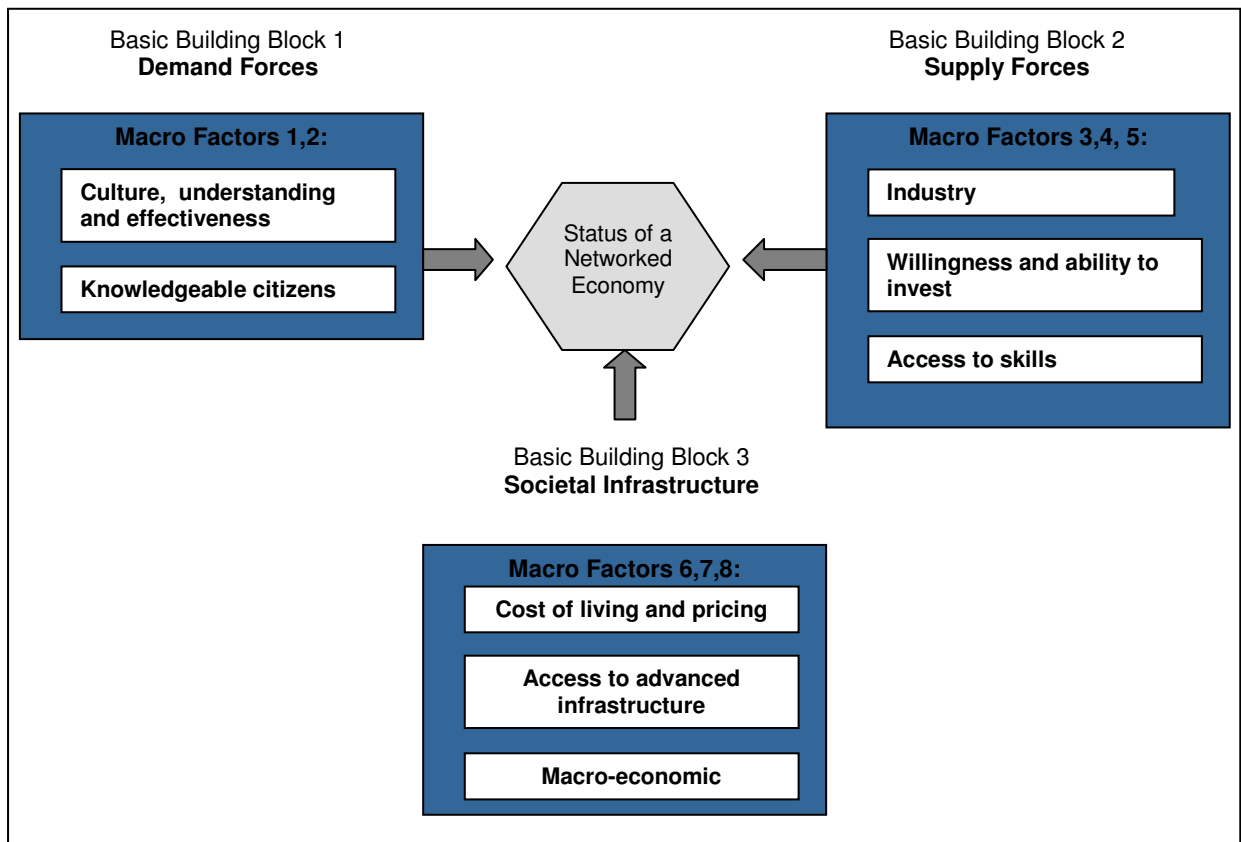 Basic Building Block 1
Demand Forces
Macro Factors 1,2:
Culture, understanding
and effectiveness
Knowledgeable citizens
Status of a
Networked
Economy
Basic Building Block 2
Supply Forces
Macro Factors 3,4, 5:
Industry
Willingness and ability to
invest
Access to skills
Basic Building Block 3
Societal Infrastructure
Macro Factors 6,7,8:
Cost of living and pricing
Access to advanced
infrastructure
Macro-economic